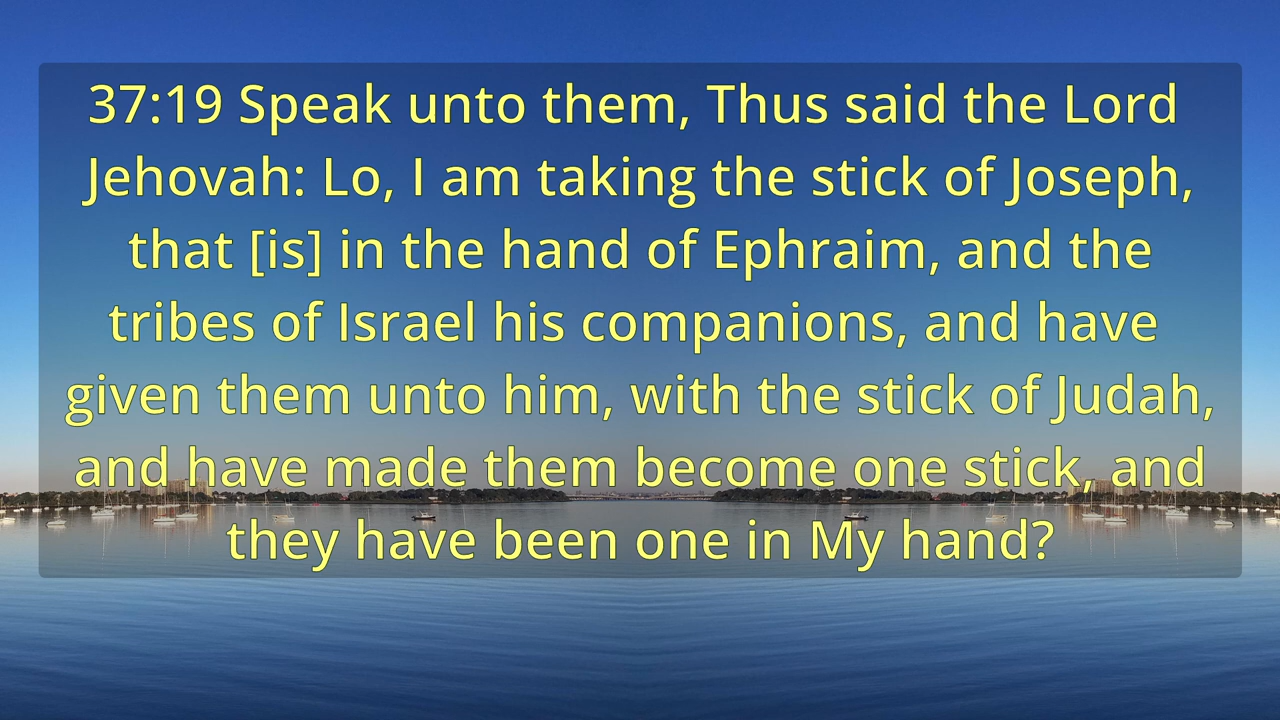 37:19 Speak unto them, Thus said the Lord
Jehovah: Lo, I am taking the stick of Joseph,
that [is] in the hand of Ephraim, and the
tribes of Israel his companions, and have
given them unto him, with the stick of Judah,
and have made them become one stick, and
they have been one in My hand?